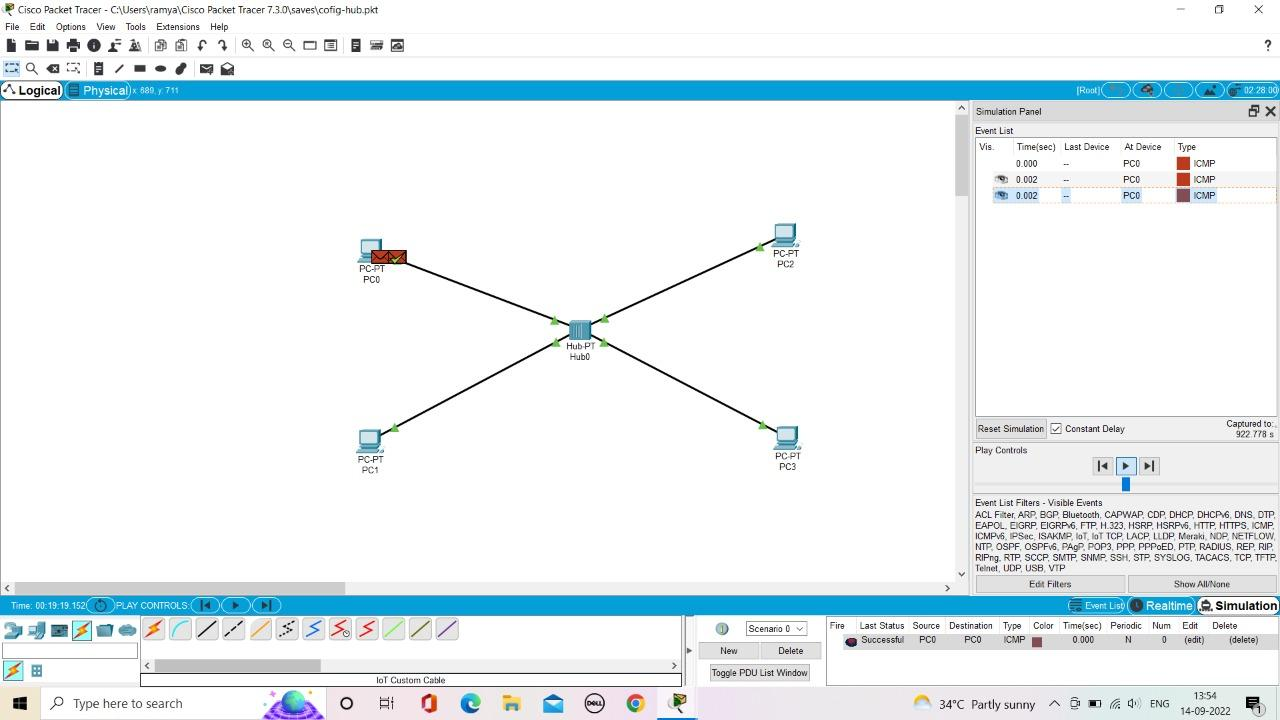 Cisco Packet Tracer - C:\Users\ramya\Cisco Packet Tracer 7.3.0\saves\cofig-hub.pkt
File Edit Options View Tools Extensions Help
?
Logical Physical x: 889, y: 711 [Root] 02:28:00
Simulation Panel
Event List
Vis. Time(sec) Last Device At Device Type
0.000 -- PC0 ICMP
0.002 -- PC0 ICMP
0.002 -- PC0 ICMP
PC-PT
PC0
PC-PT
PC2
Hub-PT
Hub0
PC-PT
PC1
PC-PT
PC3
Reset Simulation Constant Delay Captured to:
922.778 s
Play Controls
Event List Filters - Visible Events
ACL Filter, ARP, BGP, Bluetooth, CAPWAP, CDP, DHCP, DHCPv6, DNS, DTP,
EAPOL, EIGRP, EIGRPv6, FTP, H.323, HSRP, HSRPv6, HTTP, HTTPS, ICMP,
ICMPv6, IPSec, ISAKMP, IoT, IoT TCP, LACP, LLDP, Meraki, NDP, NETFLOW,
NTP, OSPF, OSPFv6, PAgP, POP3, PPP, PPPoED, PTP, RADIUS, REP, RIP,
RIPng, RTP, SCCP, SMTP, SNMP, SSH, STP, SYSLOG, TACACS, TCP, TFTP,
Telnet, UDP, USB, VTP
Edit Filters Show All/None
Time: 00:19:19.152 PLAY CONTROLS: Event List Realtime Simulation
Scenario 0
New Delete
Toggle PDU List Window
Fire Last Status Source Destination Type Color Time(sec) Periodic Num Edit Delete
Successful PC0 PC0 ICMP 0.000 N 0 (edit) (delete)
IoT Custom Cable
Type here to search
DELL
34°C Partly sunny ENG 13:54
14-09-2022
1